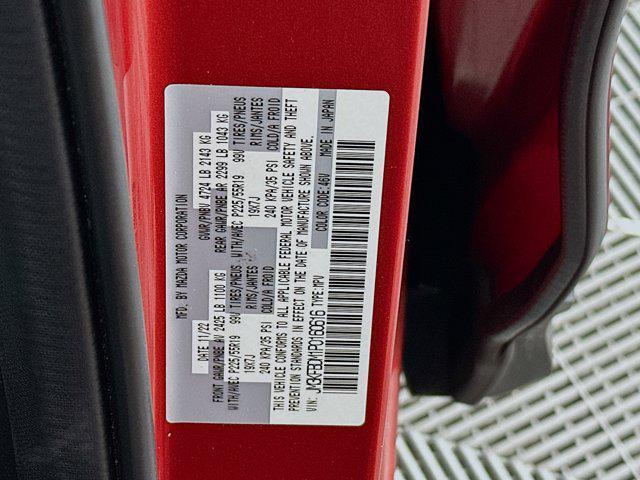 MFD. BY MAZDA MOTOR CORPORATION
DATE 11/22 GVWR/PNBV 4724 LB 2143 KG
FRONT GAWR/PNBE AV 2425 LB 1100 KG REAR GAWR/PNBE AR 2299 LB 1043 KG
WITH/AVEC P225/55R19 99V TIRES/PNEUS WITH/AVEC P225/55R19 99V TIRES/PNEUS
19X7J RIMS/JANTES 19X7J RIMS/JANTES
240 KPA/35 PSI COLD/A FROID 240 KPA/35 PSI COLD/A FROID
THIS VEHICLE CONFORMS TO ALL APPLICABLE FEDERAL MOTOR VEHICLE SAFETY AND THEFT
PREVENTION STANDARDS IN EFFECT ON THE DATE OF MANUFACTURE SHOWN ABOVE.
VIN: JM3KFBDM1P0160616 TYPE:MPV
COLOR CODE:46V MADE IN JAPAN